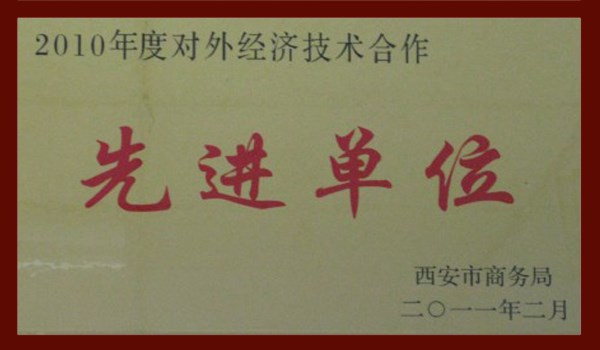 2010年度对外经济技术合作
先进单位
西安市商务局
二〇一一年二月